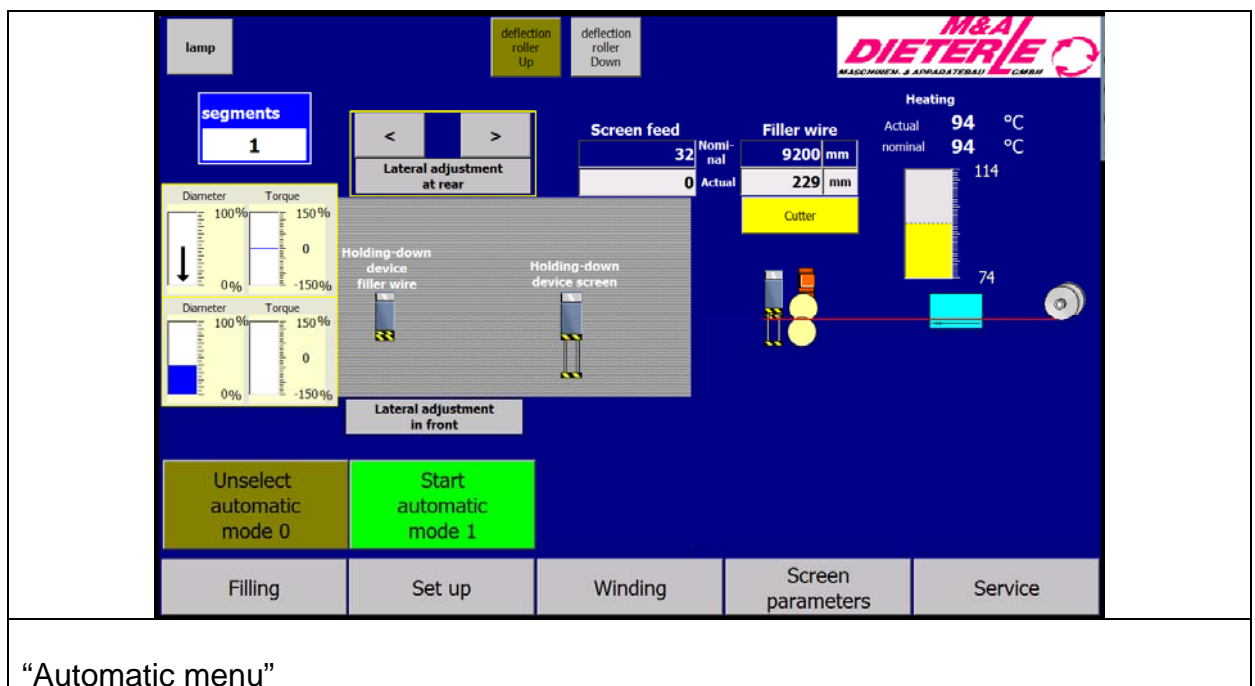 lamp
deflection
roller
Up
deflection
roller
Down
M&A
DIETERLE
MASCHINEN- & APPARATEBAU GMBH
segments
1
< >
Lateral adjustment
at rear
Screen feed
32
Nomi-
nal
0
Actual
Filler wire
9200 mm
229 mm
Cutter
Heating
Actual 94 °C
nominal 94 °C
114
74
Diameter Torque
100% 150%
0
0% -150%
Diameter Torque
100% 150%
0
0% -150%
Holding-down
device
filler wire
Holding-down
device screen
Lateral adjustment
in front
Unselect
automatic
mode 0
Start
automatic
mode 1
Filling
Set up
Winding
Screen
parameters
Service
“Automatic menu”